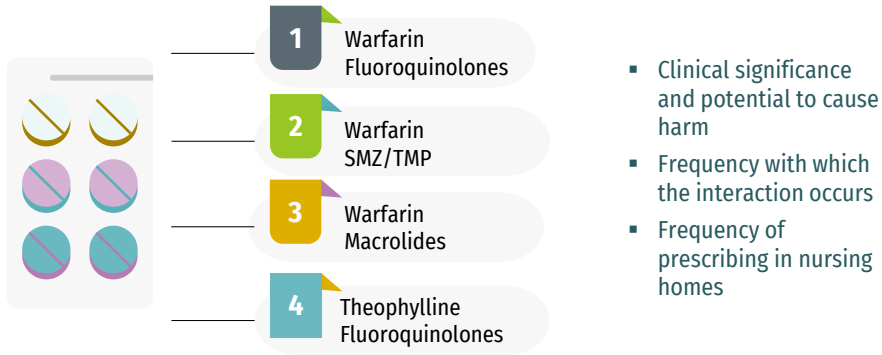 1
Warfarin
Fluoroquinolones
2
Warfarin
SMZ/TMP
3
Warfarin
Macrolides
4
Theophylline
Fluoroquinolones
▪ Clinical significance
and potential to cause
harm
▪ Frequency with which
the interaction occurs
▪ Frequency of
prescribing in nursing
homes